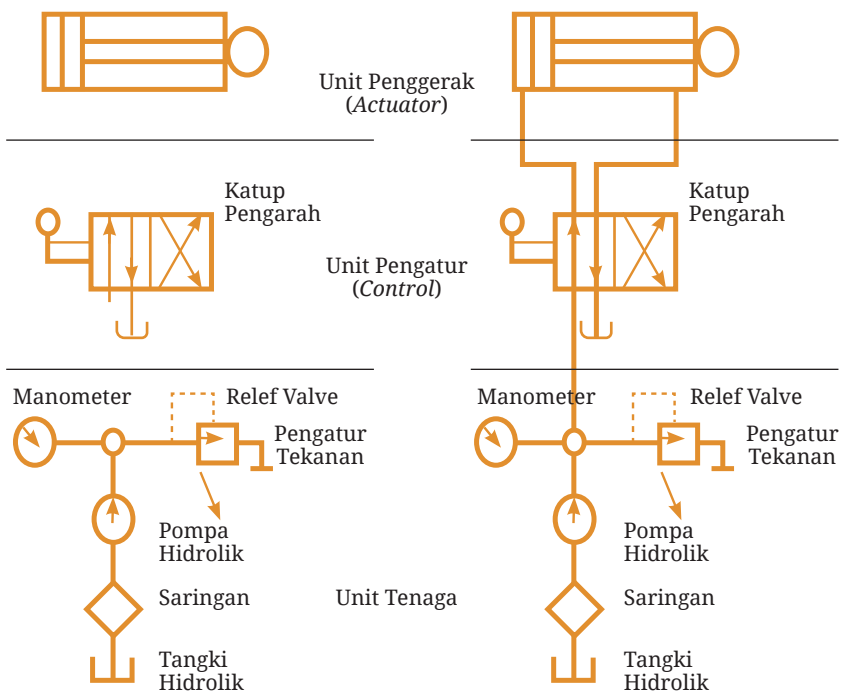 Unit Penggerak
(Actuator)
Katup
Pengarah
Katup
Pengarah
Unit Pengatur
(Control)
Manometer
Relef Valve
Pengatur
Tekanan
Manometer
Relef Valve
Pengatur
Tekanan
Pompa
Hidrolik
Pompa
Hidrolik
Saringan
Unit Tenaga
Saringan
Tangki
Hidrolik
Tangki
Hidrolik